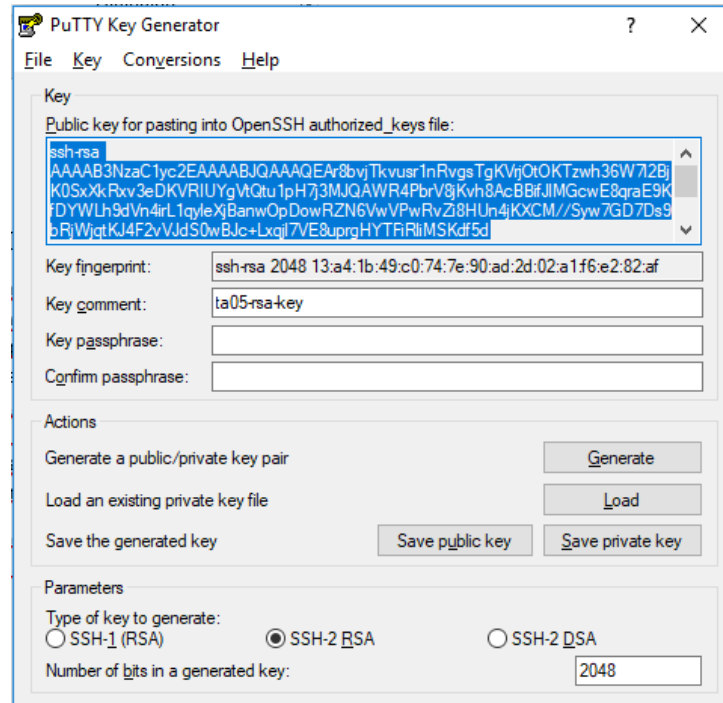 PuTTY Key Generator
File Key Conversions Help
Key
Public key for pasting into OpenSSH authorized_keys file:
ssh-rsa
AAAAB3NzaC1yc2EAAAABJQAAAQEAr8bvjTkvusr1nRvgsTgKVrjOtOKTzwh36W7l2Bj
K0SxXkRxv3eDKVRIUYgVtQtu1pH7j3MJQAWR4PbrV8jKvh8AcBBifJIMGcwE8qraE9K
fDYWLh9dVn4irL1qyleXjBanwOpDowRZN6VwVPwRvZi8HUn4jKXCM//Syw7GD7Ds9
bRjWjqtKJ4F2vVJdS0wBJc+LxqjI7VE8uprgHYTFiRliMSKdf5d
Key fingerprint: ssh-rsa 2048 13:a4:1b:49:c0:74:7e:90:ad:2d:02:a1:f6:e2:82:af
Key comment: ta05-rsa-key
Key passphrase:
Confirm passphrase:
Actions
Generate a public/private key pair Generate
Load an existing private key file Load
Save the generated key Save public key Save private key
Parameters
Type of key to generate:
SSH-1 (RSA) SSH-2 RSA SSH-2 DSA
Number of bits in a generated key: 2048